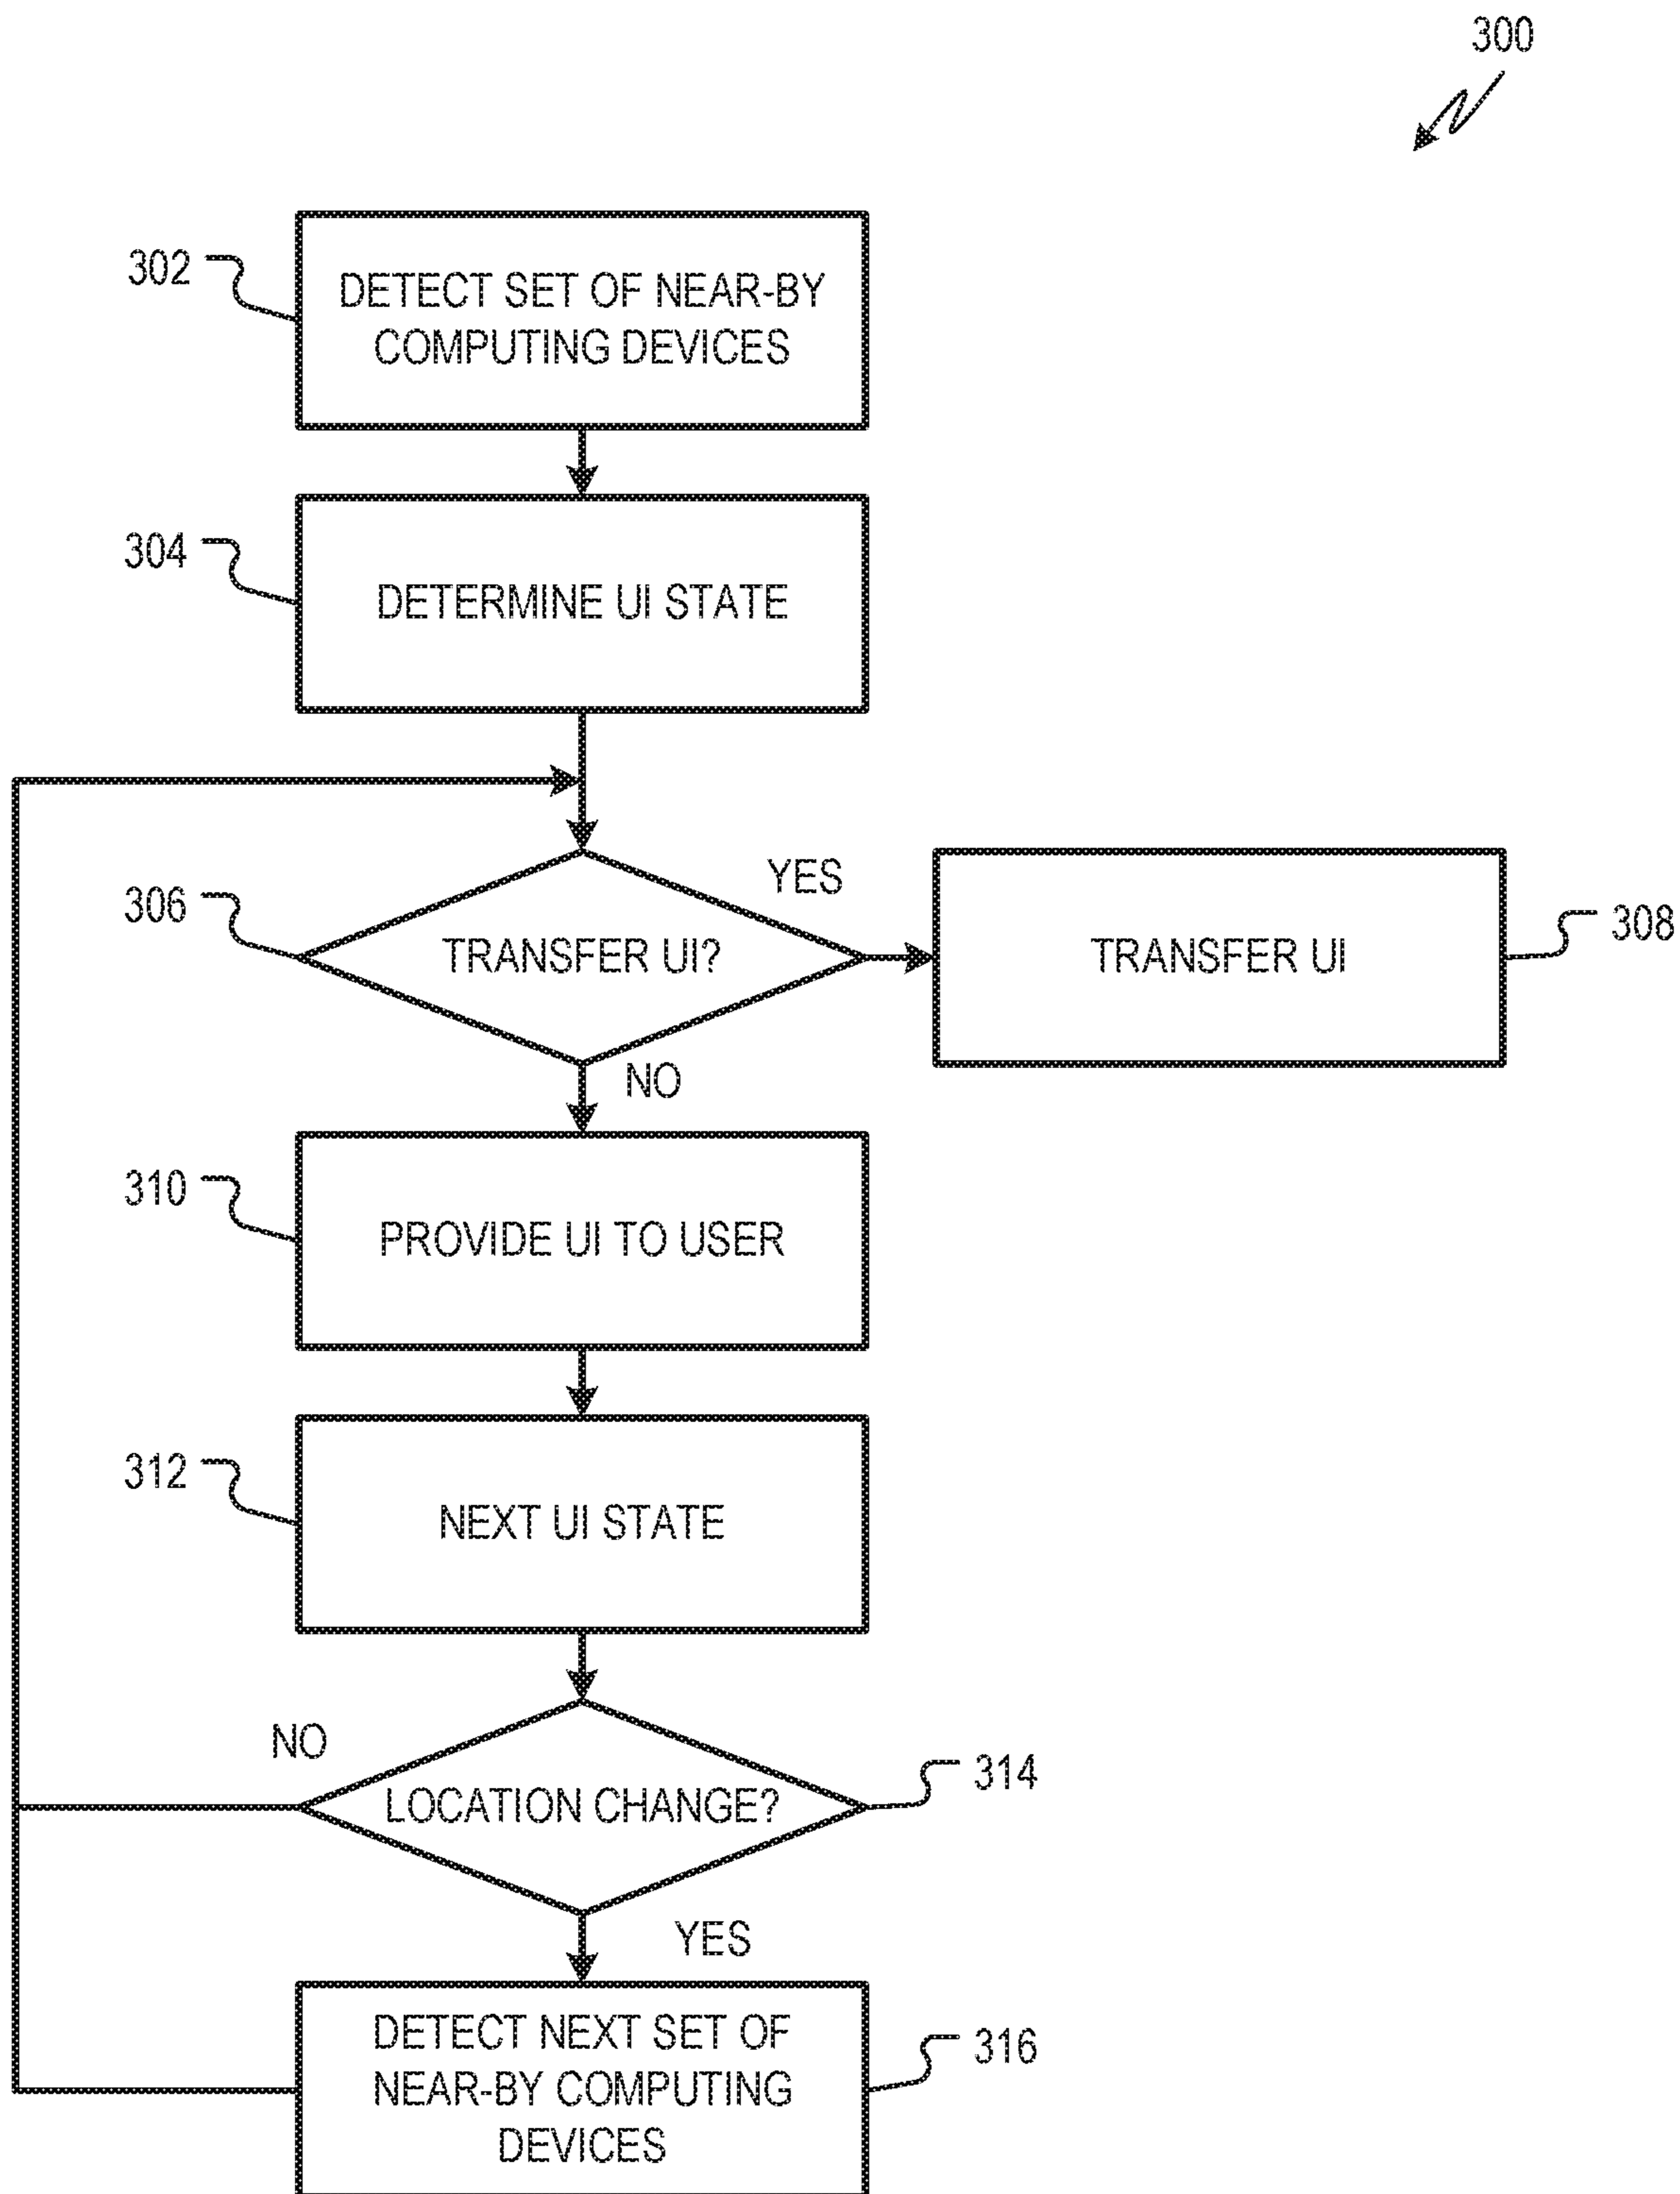 300
302
DETECT SET OF NEAR-BY
COMPUTING DEVICES
304
DETERMINE UI STATE
306
TRANSFER UI?
YES
TRANSFER UI
308
NO
310
PROVIDE UI TO USER
312
NEXT UI STATE
NO
LOCATION CHANGE?
314
YES
DETECT NEXT SET OF
NEAR-BY COMPUTING
DEVICES
316